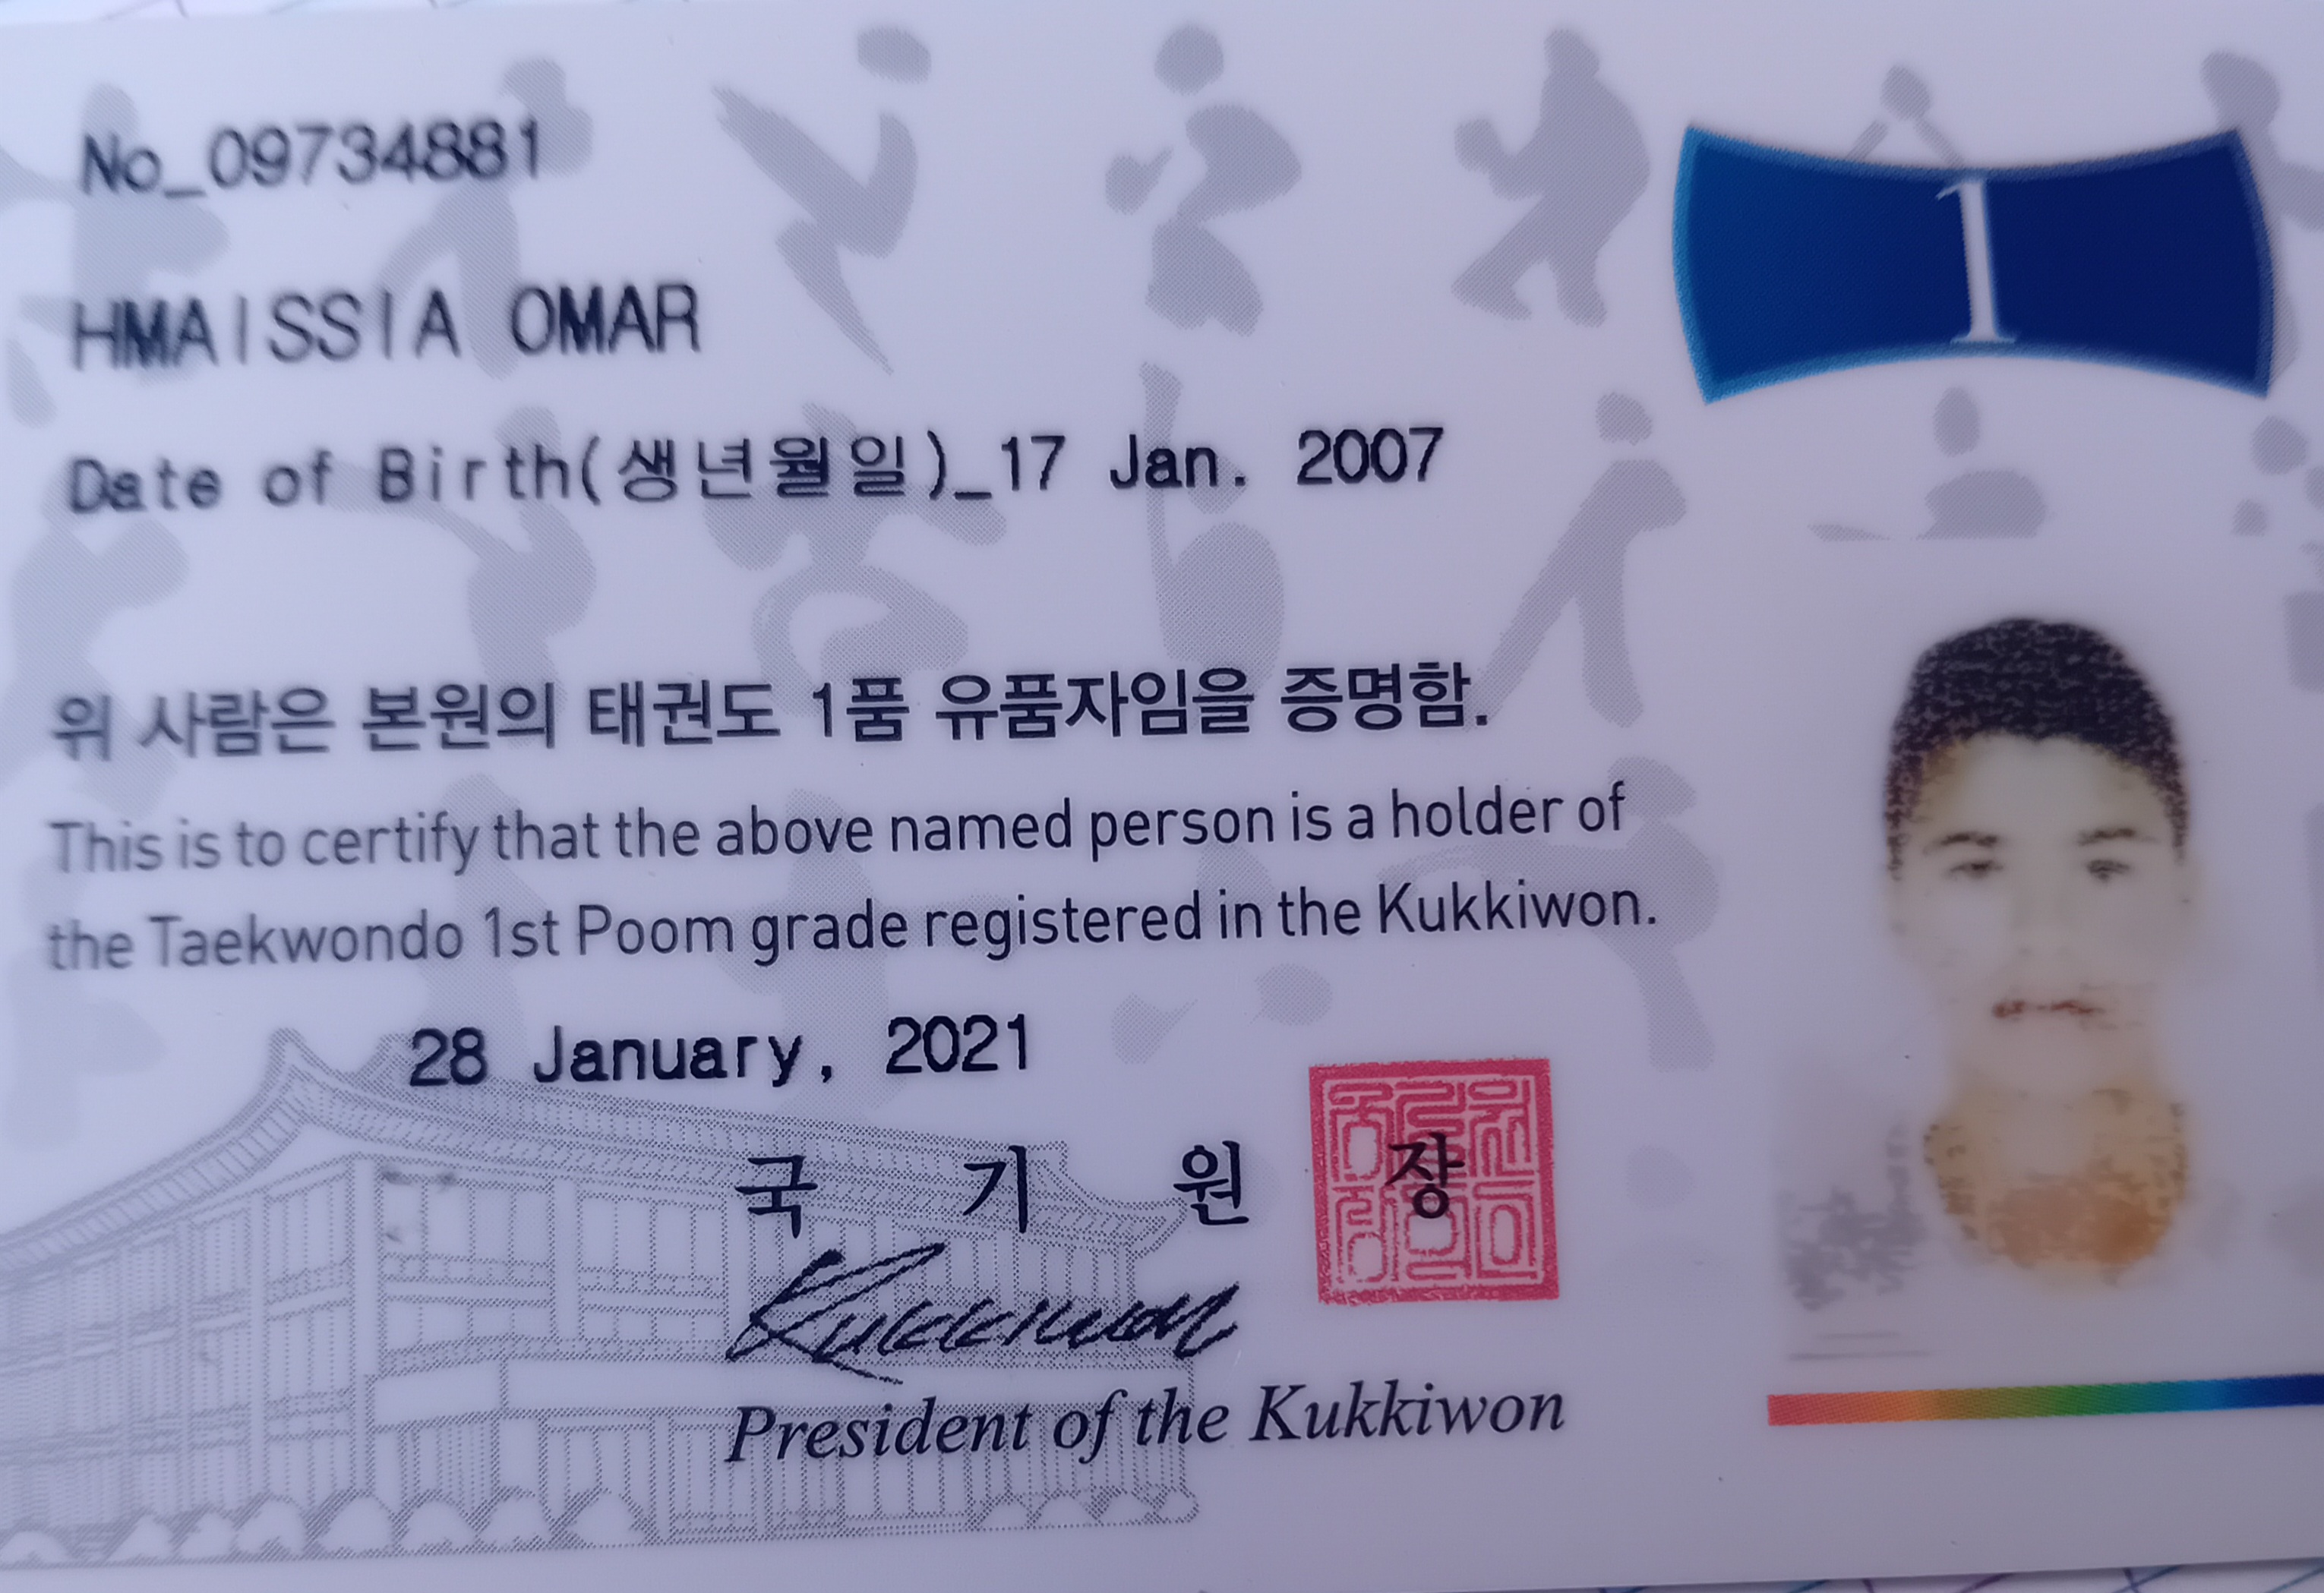 No_09734881
1
HMAISSIA OMAR
Date of Birth(생년월일)_17 Jan. 2007
위 사람은 본원의 태권도 1품 유품자임을 증명함.
This is to certify that the above named person is a holder of
the Taekwondo 1st Poom grade registered in the Kukkiwon.
28 January, 2021
국 기 원 장
Kukkiwon
President of the Kukkiwon